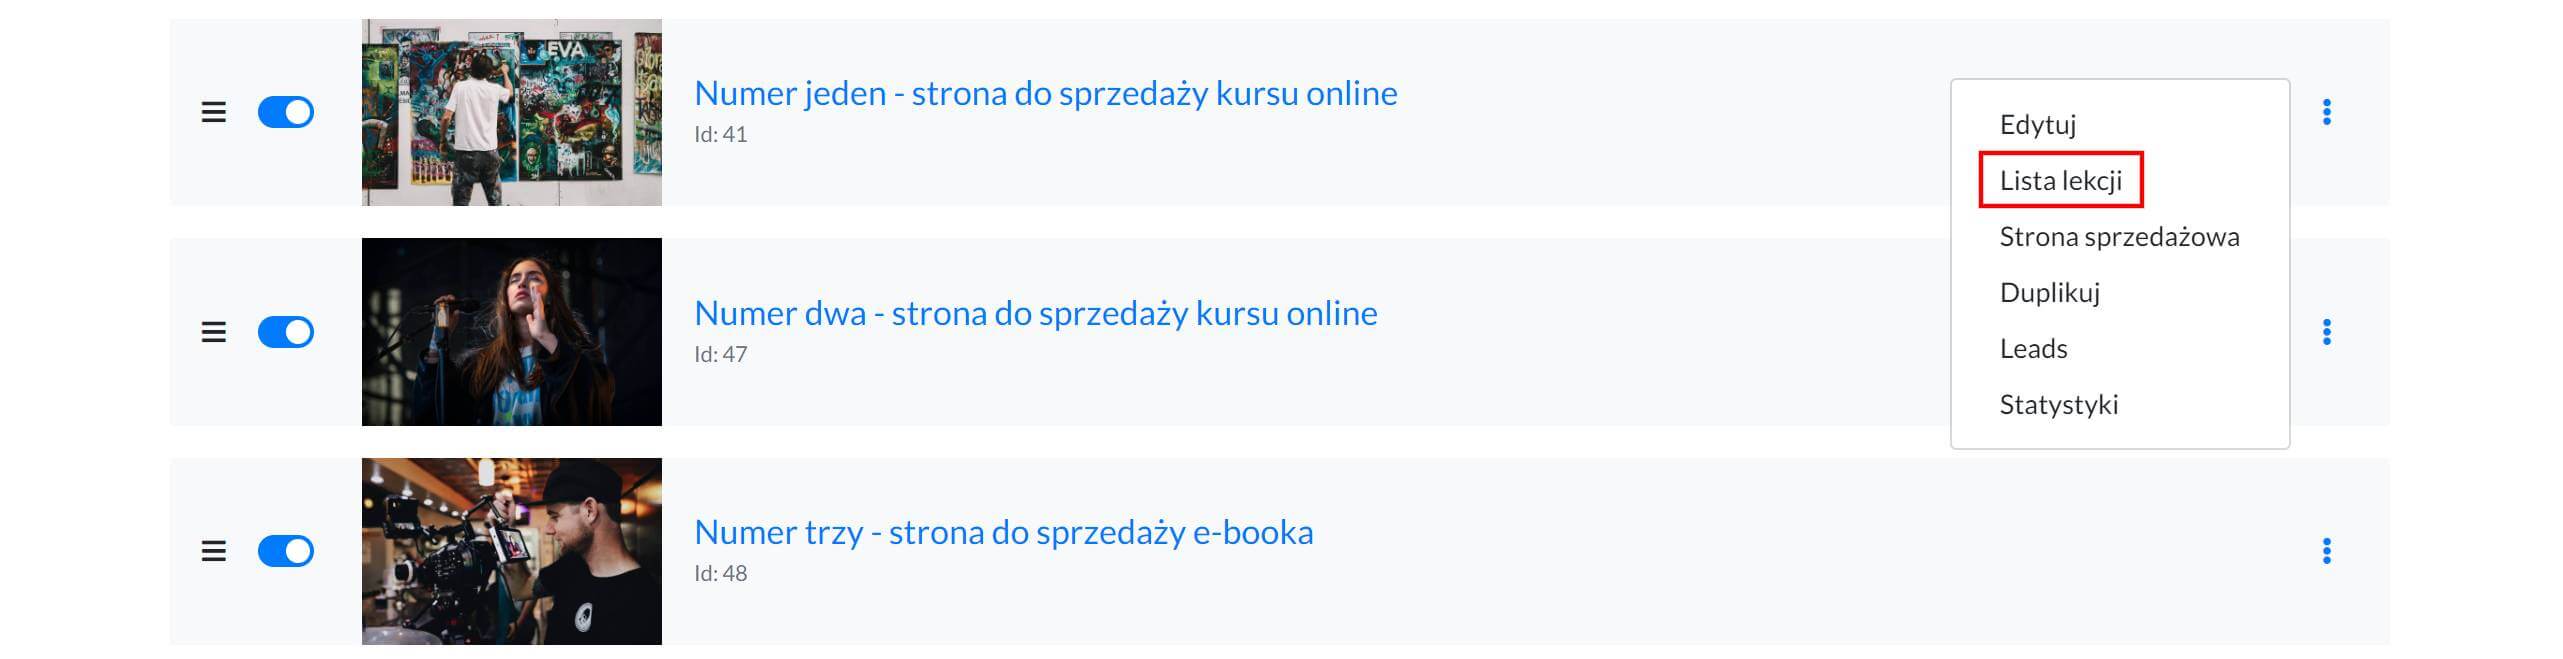 EVA
Numer jeden - strona do sprzedaży kursu online
Id: 41
Edytuj
Lista lekcji
Strona sprzedażowa
Duplikuj
Leads
Statystyki
Numer dwa - strona do sprzedaży kursu online
Id: 47
Numer trzy - strona do sprzedaży e-booka
Id: 48